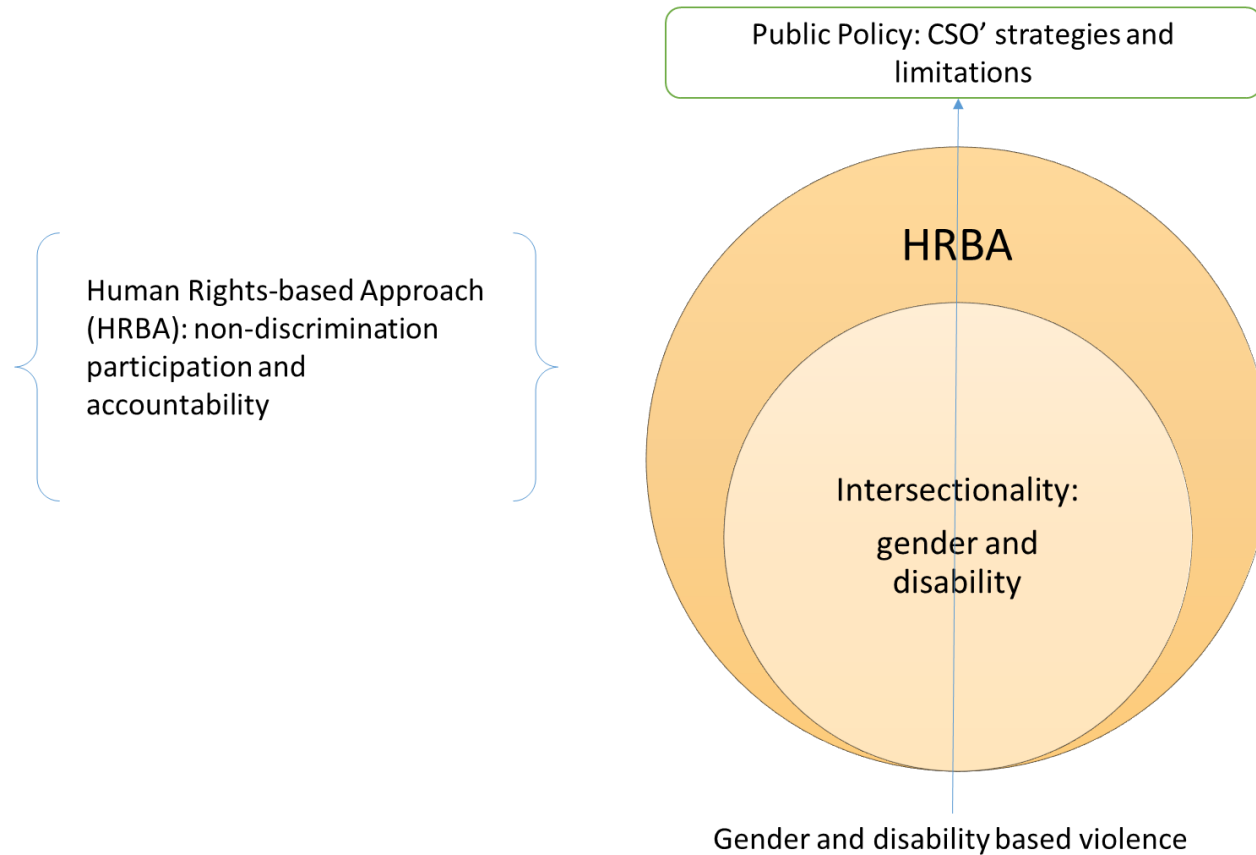 Public Policy: CSO' strategies and
limitations
HRBA
Human Rights-based Approach
(HRBA): non-discrimination
participation and
accountability
Intersectionality:
gender and
disability
Gender and disability based violence